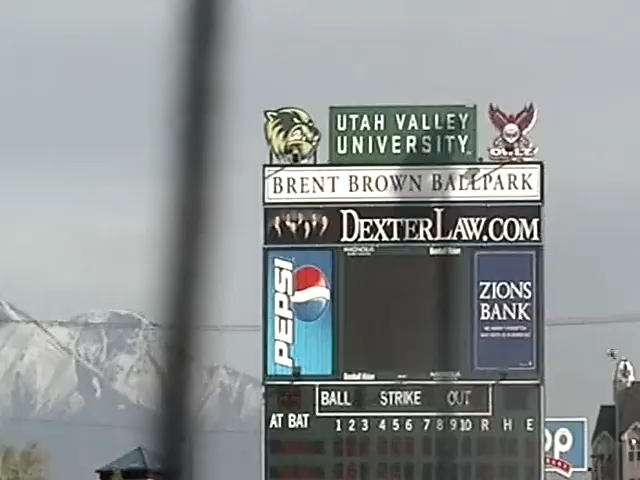 UTAH VALLEY
UNIVERSITY
OWLZ
BRENT BROWN BALLPARK
DEXTERLAW.COM
PEPSI
ZIONS
BANK
BALL STRIKE OUT
AT BAT
1 2 3 4 5 6 7 8 9 10 R H E